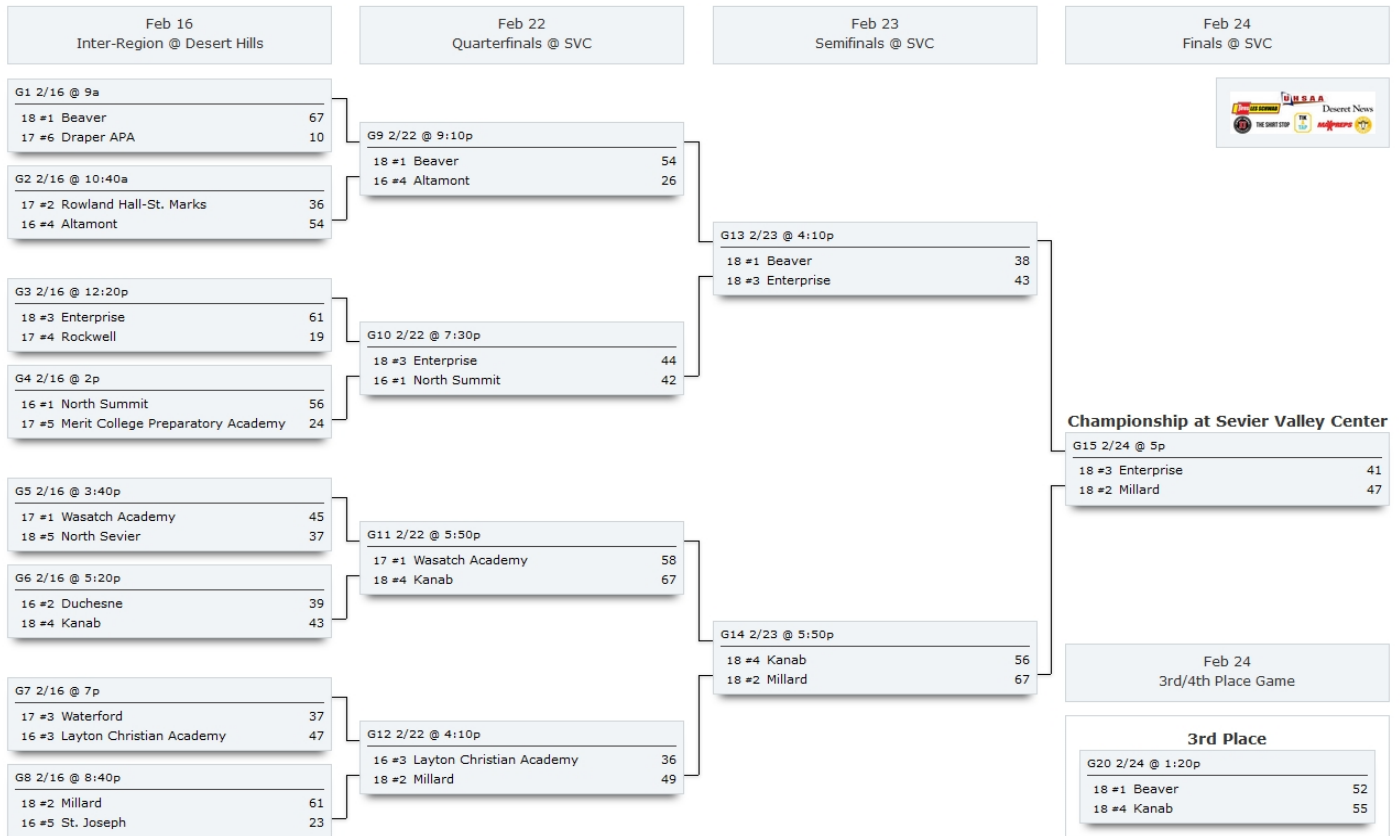 Feb 16
Inter-Region @ Desert Hills
Feb 22
Quarterfinals @ SVC
Feb 23
Semifinals @ SVC
Feb 24
Finals @ SVC
G1 2/16 @ 9a
18 #1 Beaver 67
17 #6 Draper APA 10
G2 2/16 @ 10:40a
17 #2 Rowland Hall-St. Marks 36
16 #4 Altamont 54
G3 2/16 @ 12:20p
18 #3 Enterprise 61
17 #4 Rockwell 19
G4 2/16 @ 2p
16 #1 North Summit 56
17 #5 Merit College Preparatory Academy 24
G5 2/16 @ 3:40p
17 #1 Wasatch Academy 45
18 #5 North Sevier 37
G6 2/16 @ 5:20p
16 #2 Duchesne 39
18 #4 Kanab 43
G7 2/16 @ 7p
17 #3 Waterford 37
16 #3 Layton Christian Academy 47
G8 2/16 @ 8:40p
18 #2 Millard 61
16 #5 St. Joseph 23
G9 2/22 @ 9:10p
18 #1 Beaver 54
16 #4 Altamont 26
G10 2/22 @ 7:30p
18 #3 Enterprise 44
16 #1 North Summit 42
G11 2/22 @ 5:50p
17 #1 Wasatch Academy 58
18 #4 Kanab 67
G12 2/22 @ 4:10p
16 #3 Layton Christian Academy 36
18 #2 Millard 49
G13 2/23 @ 4:10p
18 #1 Beaver 38
18 #3 Enterprise 43
G14 2/23 @ 5:50p
18 #4 Kanab 56
18 #2 Millard 67
UHSAA
LES SCHWAB
Deseret News
THE SHIRT STOP
MAXPREPS
Championship at Sevier Valley Center
G15 2/24 @ 5p
18 #3 Enterprise 41
18 #2 Millard 47
Feb 24
3rd/4th Place Game
3rd Place
G20 2/24 @ 1:20p
18 #1 Beaver 52
18 #4 Kanab 55